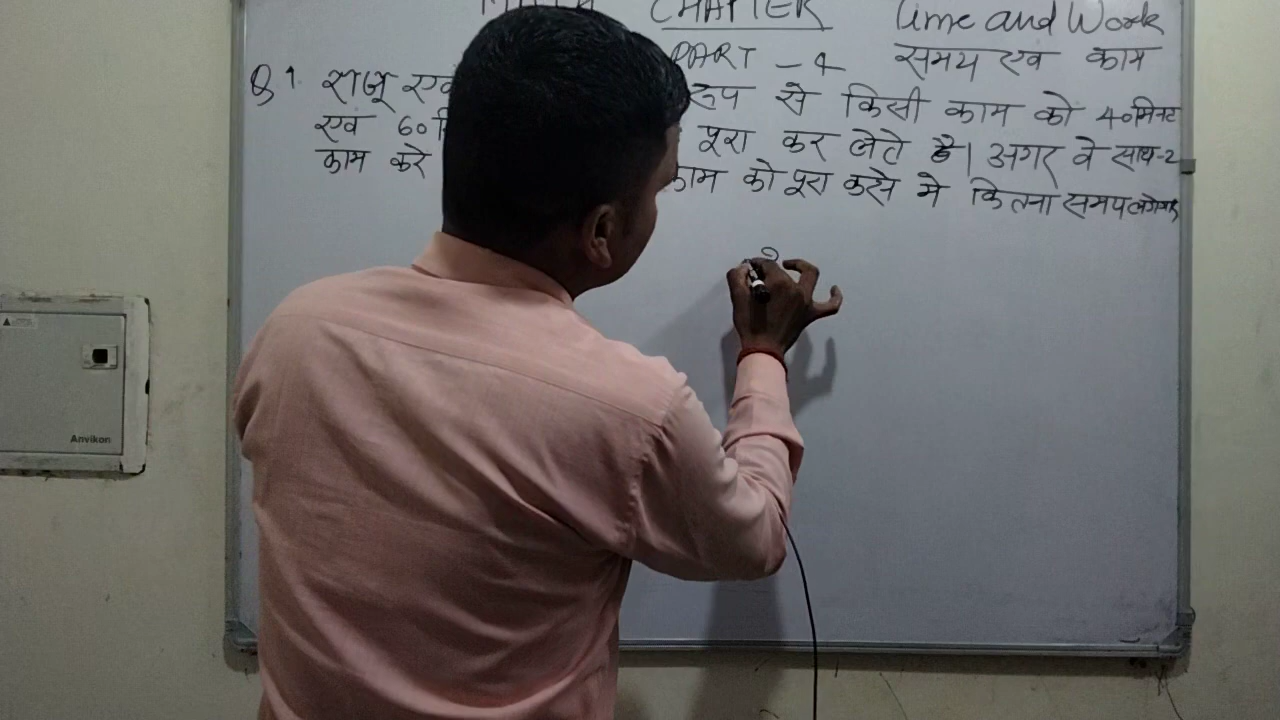 CHAPTER Time and Work
PART - 4 समय एव काम
Q 1. राजू एवं रूप से किसी काम को 40 मिनट
एवं 60 पूरा कर लेते है। अगर वे साथ-2
काम करे काम को पूरा करने मे कितना समय
Anvikon